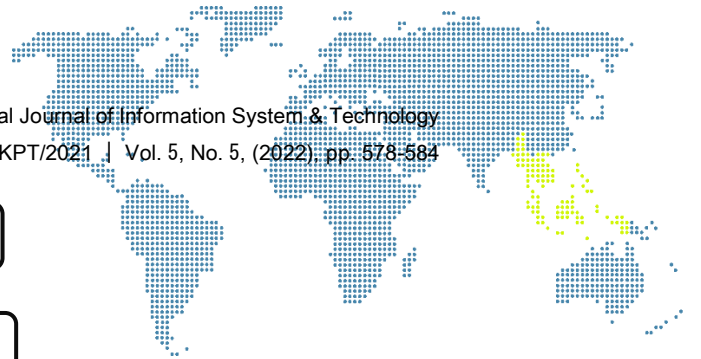 al Journal of Information System & Technology
KPT/2021 | Vol. 5, No. 5, (2022), pp. 578-584